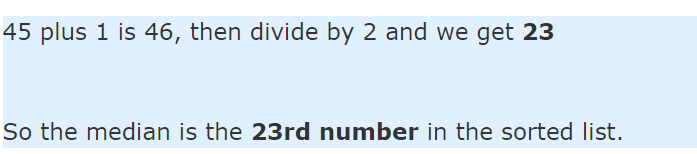 45 plus 1 is 46, then divide by 2 and we get 23
So the median is the 23rd number in the sorted list.